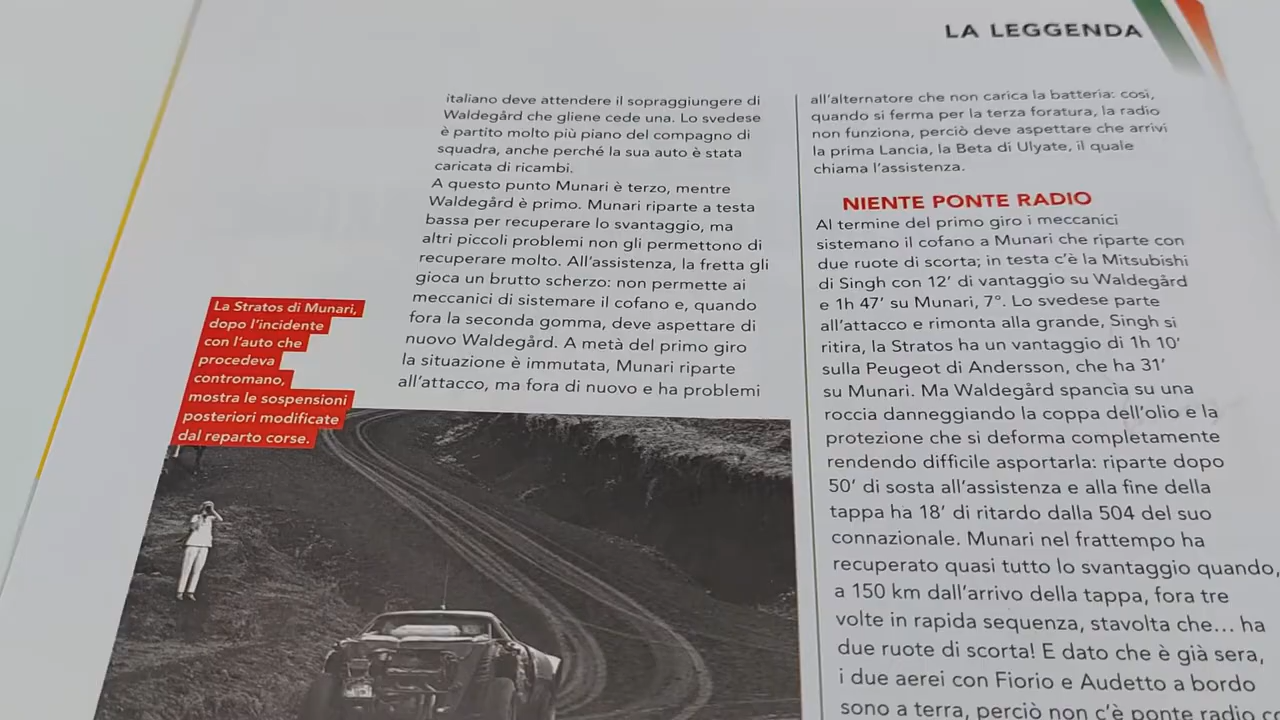 LA LEGGENDA
italiano deve attendere il sopraggiungere di
Waldegård che gliene cede una. Lo svedese
è partito molto più piano del compagno di
squadra, anche perché la sua auto è stata
caricata di ricambi.
A questo punto Munari è terzo, mentre
Waldegård è primo. Munari riparte a testa
bassa per recuperare lo svantaggio, ma
altri piccoli problemi non gli permettono di
recuperare molto. All'assistenza, la fretta gli
gioca un brutto scherzo: non permette ai
meccanici di sistemare il cofano e, quando
fora la seconda gomma, deve aspettare di
nuovo Waldegård. A metà del primo giro
la situazione è immutata, Munari riparte
all'attacco, ma fora di nuovo e ha problemi
La Stratos di Munari,
dopo l'incidente
con l'auto che
procedeva
contromano,
mostra le sospensioni
posteriori modificate
dal reparto corse.
all'alternatore che non carica la batteria: così,
quando si ferma per la terza foratura, la radio
non funziona, perciò deve aspettare che arrivi
la prima Lancia, la Beta di Ulyate, il quale
chiama l'assistenza.
NIENTE PONTE RADIO
Al termine del primo giro i meccanici
sistemano il cofano a Munari che riparte con
due ruote di scorta; in testa c'è la Mitsubishi
di Singh con 12' di vantaggio su Waldegård
e 1h 47' su Munari, 7°. Lo svedese parte
all'attacco e rimonta alla grande, Singh si
ritira, la Stratos ha un vantaggio di 1h 10'
sulla Peugeot di Andersson, che ha 31'
su Munari. Ma Waldegård spancia su una
roccia danneggiando la coppa dell'olio e la
protezione che si deforma completamente
rendendo difficile asportarla: riparte dopo
50' di sosta all'assistenza e alla fine della
tappa ha 18' di ritardo dalla 504 del suo
connazionale. Munari nel frattempo ha
recuperato quasi tutto lo svantaggio quando,
a 150 km dall'arrivo della tappa, fora tre
volte in rapida sequenza, stavolta che... ha
due ruote di scorta! E dato che è già sera,
i due aerei con Fiorio e Audetto a bordo
sono a terra, perciò non c'è ponte radio co